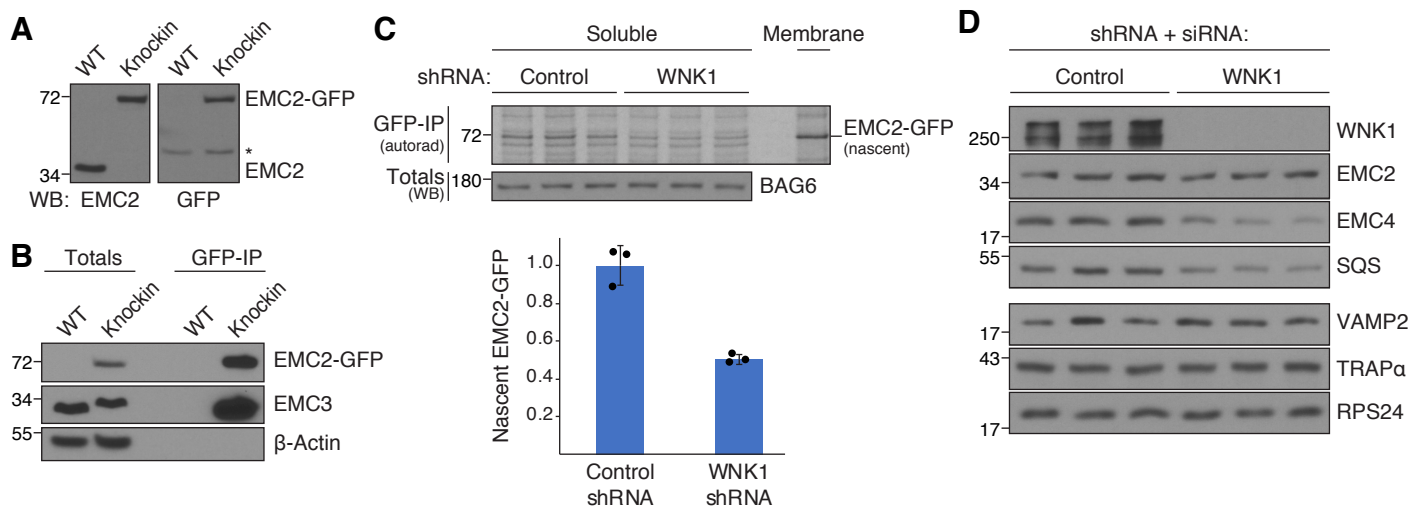 A
WT
Knockin
WT
Knockin
72
EMC2-GFP
*
34
EMC2
WB: EMC2 GFP
B
Totals GFP-IP
WT
Knockin
WT
Knockin
72
EMC2-GFP
34
EMC3
55
β-Actin
C
Soluble Membrane
shRNA: Control WNK1
GFP-IP
(autorad)
72
EMC2-GFP
(nascent)
Totals
(WB)
180
BAG6
Nascent EMC2-GFP
1.0
0.8
0.6
0.4
0.2
Control
shRNA
WNK1
shRNA
D
shRNA + siRNA:
Control WNK1
250
WNK1
34
EMC2
17
EMC4
55
SQS
17
VAMP2
43
TRAPα
17
RPS24